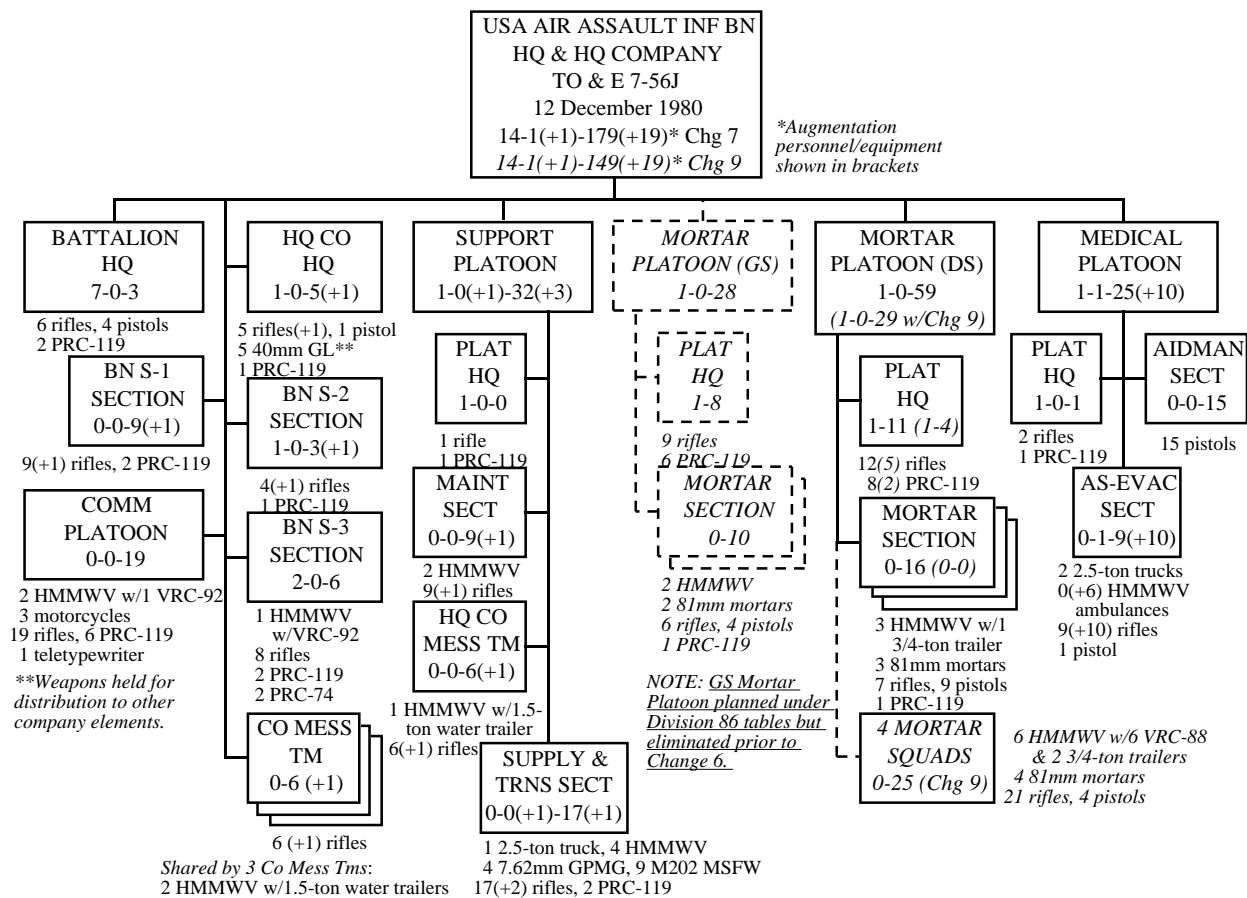 USA AIR ASSAULT INF BN
HQ & HQ COMPANY
TO & E 7-56J
12 December 1980
14-1(+1)-179(+19)* Chg 7
14-1(+1)-149(+19)* Chg 9
*Augmentation
personnel/equipment
shown in brackets
BATTALION
HQ
7-0-3
6 rifles, 4 pistols
2 PRC-119
HQ CO
HQ
1-0-5(+1)
5 rifles(+1), 1 pistol
5 40mm GL**
1 PRC-119
BN S-1
SECTION
0-0-9(+1)
9(+1) rifles, 2 PRC-119
BN S-2
SECTION
1-0-3(+1)
4(+1) rifles
1 PRC-119
COMM
PLATOON
0-0-19
2 HMMWV w/1 VRC-92
3 motorcycles
19 rifles, 6 PRC-119
1 teletypewriter
**Weapons held for
distribution to other
company elements.
BN S-3
SECTION
2-0-6
1 HMMWV
w/VRC-92
8 rifles
2 PRC-119
2 PRC-74
CO MESS
TM
0-6 (+1)
6 (+1) rifles
Shared by 3 Co Mess Tms:
2 HMMWV w/1.5-ton water trailers
SUPPORT
PLATOON
1-0(+1)-32(+3)
PLAT
HQ
1-0-0
1 rifle
1 PRC-119
MAINT
SECT
0-0-9(+1)
2 HMMWV
9(+1) rifles
HQ CO
MESS TM
0-0-6(+1)
1 HMMWV w/1.5-
ton water trailer
6(+1) rifles
SUPPLY &
TRNS SECT
0-0(+1)-17(+1)
1 2.5-ton truck, 4 HMMWV
4 7.62mm GPMG, 9 M202 MSFW
17(+2) rifles, 2 PRC-119
MORTAR
PLATOON (GS)
1-0-28
PLAT
HQ
1-8
9 rifles
6 PRC-119
MORTAR
SECTION
0-10
2 HMMWV
2 81mm mortars
6 rifles, 4 pistols
1 PRC-119
NOTE: GS Mortar
Platoon planned under
Division 86 tables but
eliminated prior to
Change 6.
MORTAR
PLATOON (DS)
1-0-59
(1-0-29 w/Chg 9)
PLAT
HQ
1-11 (1-4)
12(5) rifles
8(2) PRC-119
MORTAR
SECTION
0-16 (0-0)
3 HMMWV w/1
3/4-ton trailer
3 81mm mortars
7 rifles, 9 pistols
1 PRC-119
4 MORTAR
SQUADS
0-25 (Chg 9)
6 HMMWV w/6 VRC-88
& 2 3/4-ton trailers
4 81mm mortars
21 rifles, 4 pistols
MEDICAL
PLATOON
1-1-25(+10)
PLAT
HQ
1-0-1
2 rifles
1 PRC-119
AIDMAN
SECT
0-0-15
15 pistols
AS-EVAC
SECT
0-1-9(+10)
2 2.5-ton trucks
0(+6) HMMWV
ambulances
9(+10) rifles
1 pistol